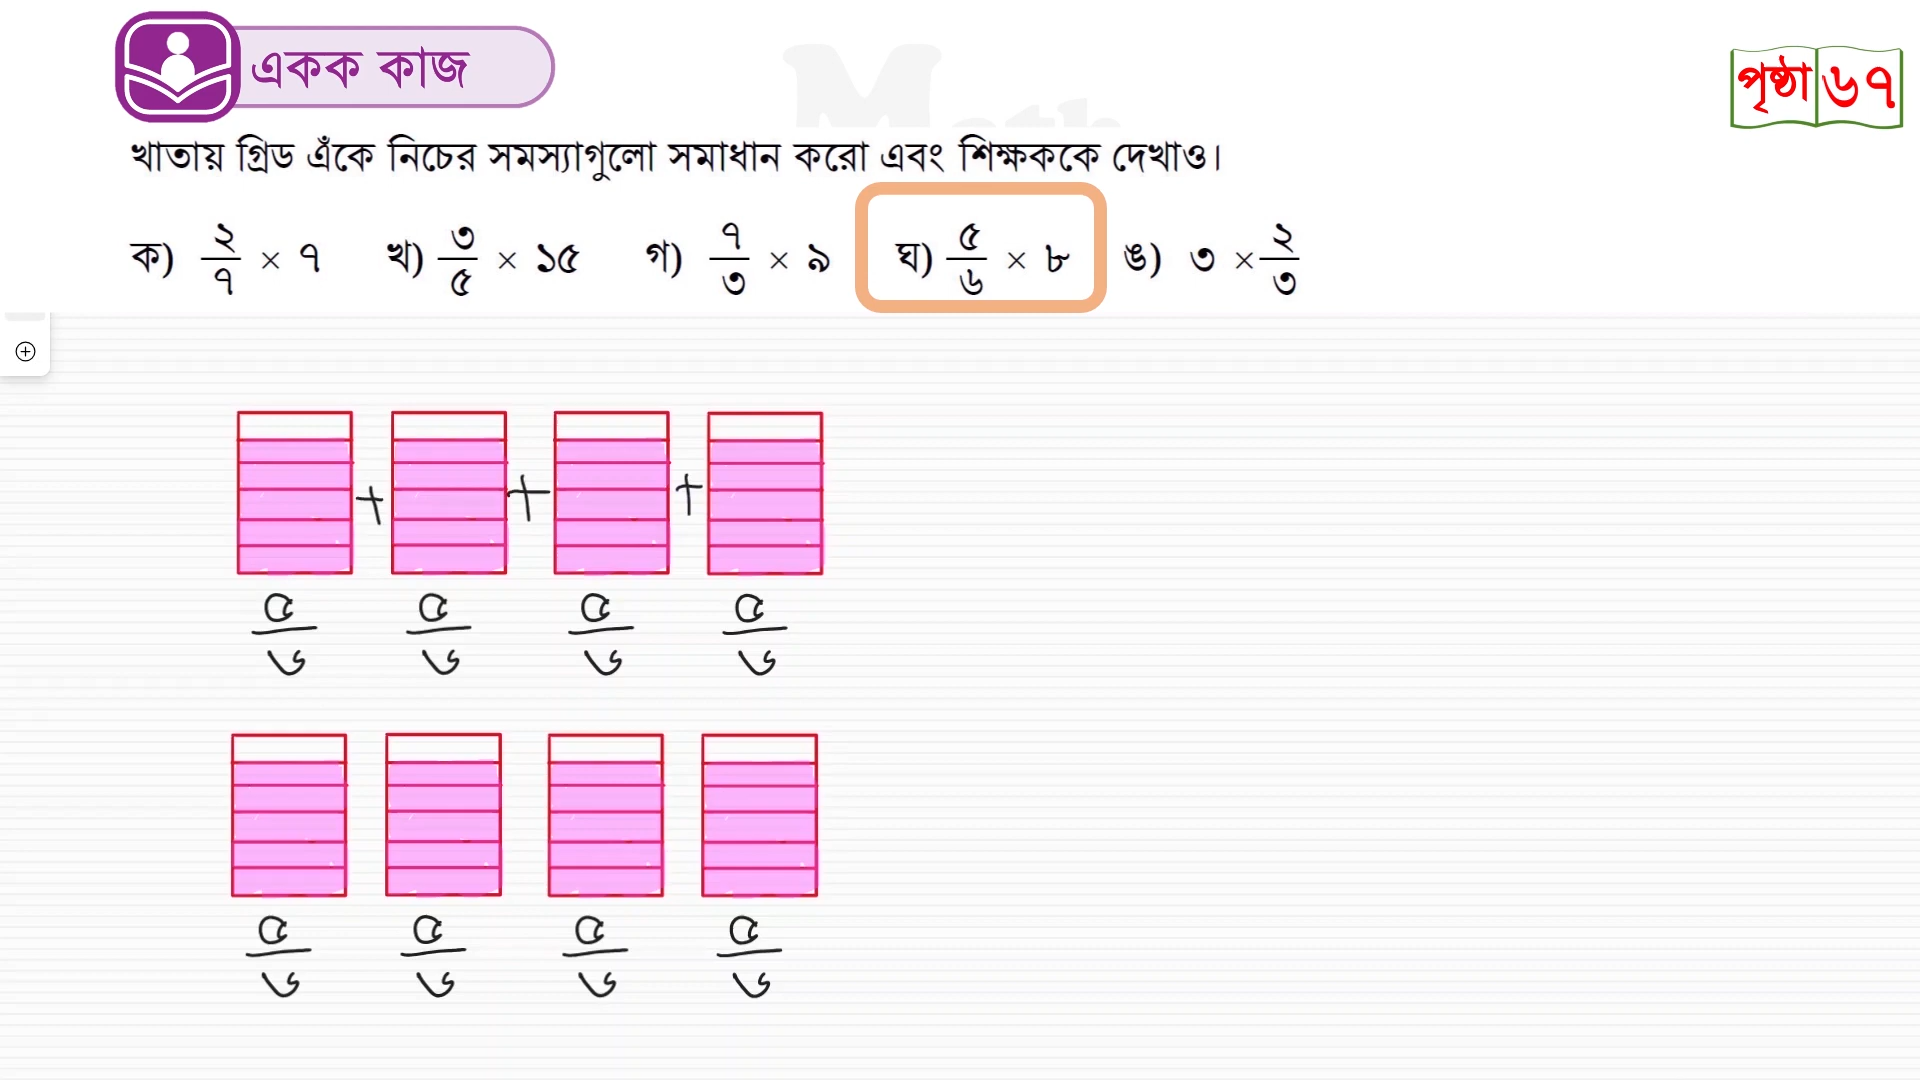 একক কাজ
পৃষ্ঠা ৬৭
খাতায় গ্রিড এঁকে নিচের সমস্যাগুলো সমাধান করো এবং শিক্ষককে দেখাও।
ক) ২/৭ × ৭ খ) ৩/৫ × ১৫ গ) ৭/৩ × ৯ ঘ) ৫/৬ × ৮ ঙ) ৩ × ২/৩
+ + +
৫/৬ ৫/৬ ৫/৬ ৫/৬
৫/৬ ৫/৬ ৫/৬ ৫/৬